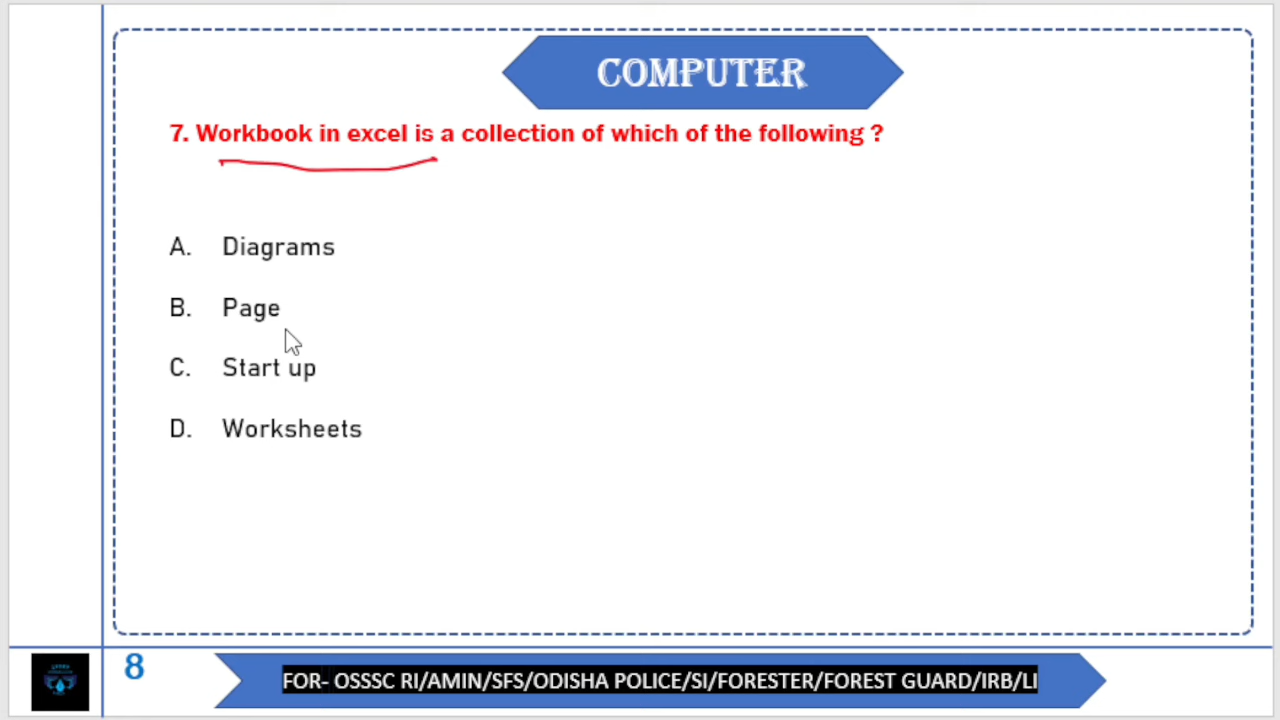 COMPUTER
7. Workbook in excel is a collection of which of the following ?
A. Diagrams
B. Page
C. Start up
D. Worksheets
8
FOR- OSSSC RI/AMIN/SFS/ODISHA POLICE/SI/FORESTER/FOREST GUARD/IRB/LI